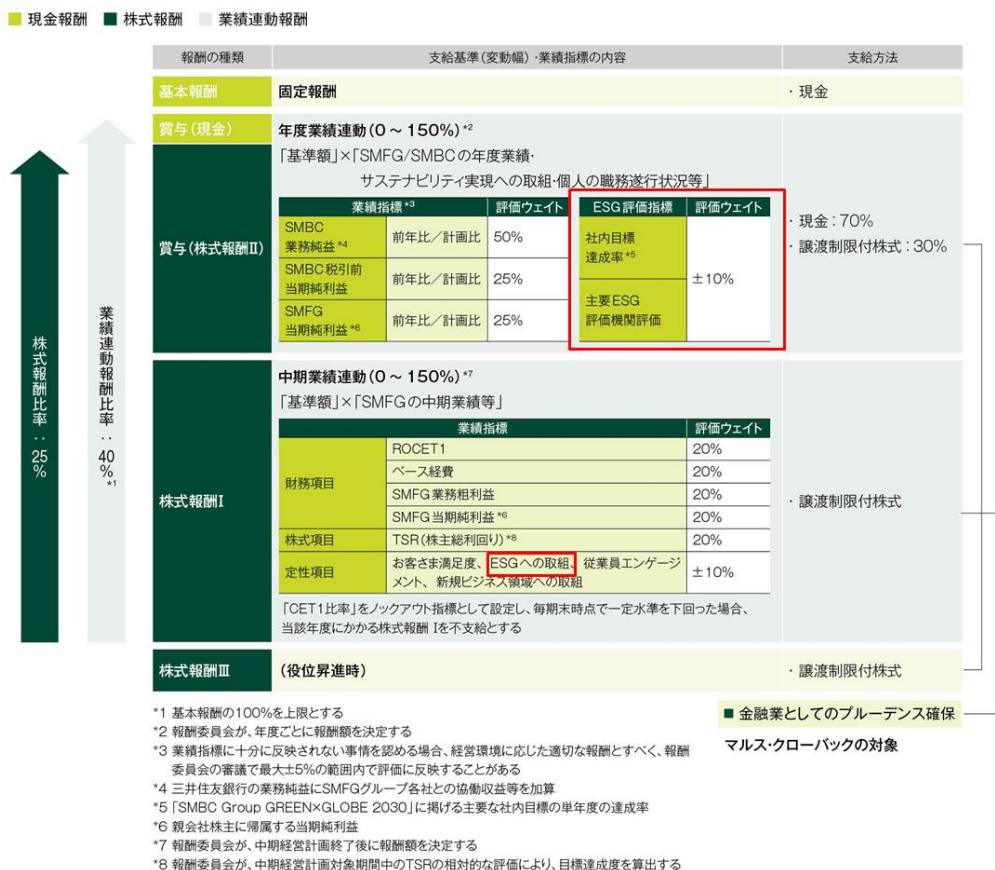 現金報酬 株式報酬 業績連動報酬
報酬の種類 支給基準(変動幅)・業績指標の内容 支給方法
基本報酬 固定報酬 ・現金
賞与(現金) 年度業績連動(0~150%)*2
「基準額」×「SMFG/SMBCの年度業績・
サステナビリティ実現への取組・個人の職務遂行状況等」
賞与(株式報酬Ⅱ)
業績指標*3 評価ウェイト
SMBC
業務純益*4 前年比/計画比 50%
SMBC税引前
当期純利益 前年比/計画比 25%
SMFG
当期純利益*6 前年比/計画比 25%
ESG評価指標 評価ウェイト
社内目標
達成率*5
±10%
主要ESG
評価機関評価
・現金:70%
・譲渡制限付株式:30%
株式報酬比率:25%
業績連動報酬比率:40%*1
株式報酬Ⅰ
中期業績連動(0~150%)*7
「基準額」×「SMFGの中期業績等」
業績指標 評価ウェイト
財務項目
ROCET1 20%
ベース経費 20%
SMFG業務粗利益 20%
SMFG当期純利益*6 20%
株式項目 TSR(株主総利回り)*8 20%
定性項目 お客さま満足度、ESGへの取組、従業員エンゲージ
メント、新規ビジネス領域への取組 ±10%
「CET1比率」をノックアウト指標として設定し、毎期末時点で一定水準を下回った場合、
当該年度にかかる株式報酬Ⅰを不支給とする
・譲渡制限付株式
株式報酬Ⅲ (役位昇進時) ・譲渡制限付株式
*1 基本報酬の100%を上限とする
*2 報酬委員会が、年度ごとに報酬額を決定する
*3 業績指標に十分に反映されない事情を認める場合、経営環境に応じた適切な報酬とすべく、報酬
委員会の審議で最大±5%の範囲内で評価に反映することがある
*4 三井住友銀行の業務純益にSMFGグループ各社との協働収益等を加算
*5「SMBC Group GREEN×GLOBE 2030」に掲げる主要な社内目標の単年度の達成率
*6 親会社株主に帰属する当期純利益
*7 報酬委員会が、中期経営計画終了後に報酬額を決定する
*8 報酬委員会が、中期経営計画対象期間中のTSRの相対的な評価により、目標達成度を算出する
金融業としてのプルーデンス確保
マルス・クローバックの対象